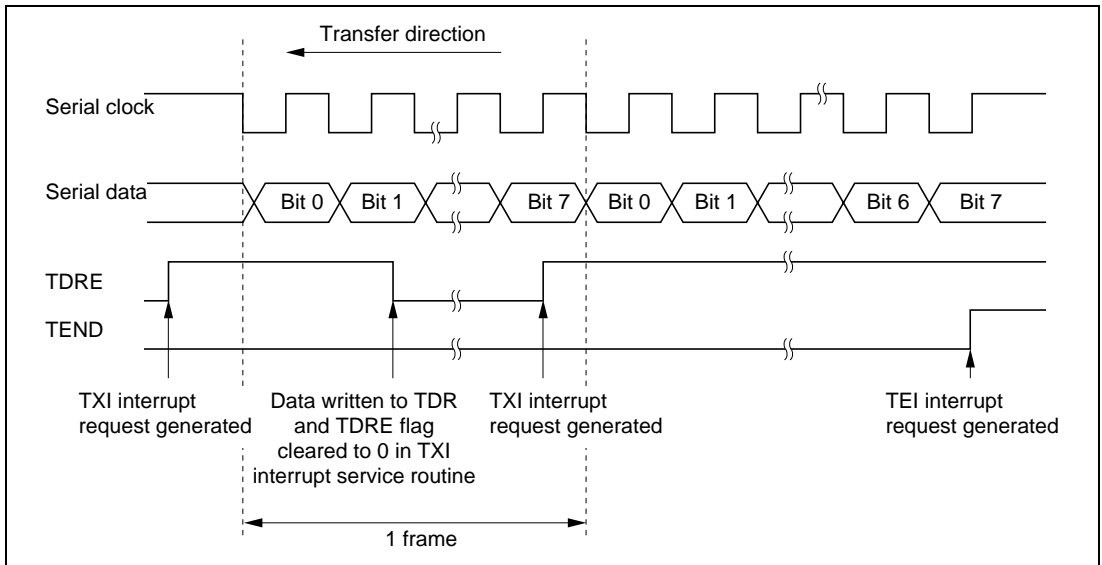 Transfer direction
Serial clock
Serial data
Bit 0
Bit 1
Bit 7
Bit 0
Bit 1
Bit 6
Bit 7
TDRE
TEND
TXI interrupt
request generated
Data written to TDR
and TDRE flag
cleared to 0 in TXI
interrupt service routine
TXI interrupt
request generated
TEI interrupt
request generated
1 frame